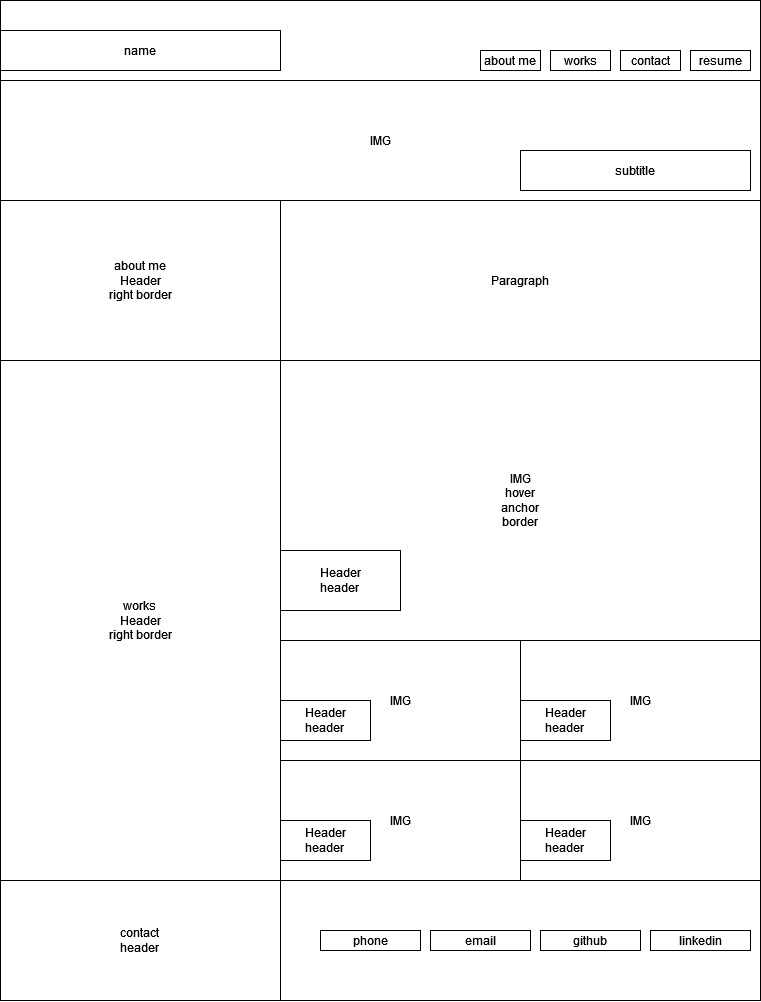 name
about me
works
contact
resume
IMG
subtitle
about me
Header
right border
Paragraph
IMG
hover
anchor
border
Header
header
works
Header
right border
IMG
Header
header
IMG
Header
header
IMG
Header
header
IMG
Header
header
contact
header
phone
email
github
linkedin